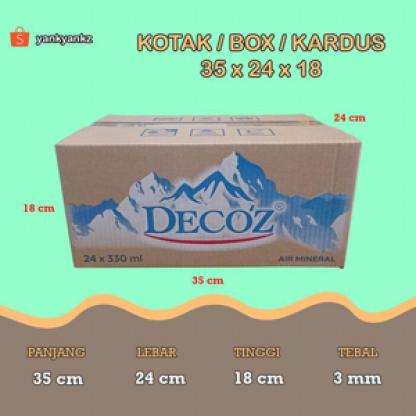 yankyankz
KOTAK / BOX / KARDUS
35 x 24 x 18
24 cm
18 cm
DECOZ®
24 x 330 ml
AIR MINERAL
35 cm
PANJANG LEBAR TINGGI TEBAL
35 cm 24 cm 18 cm 3 mm